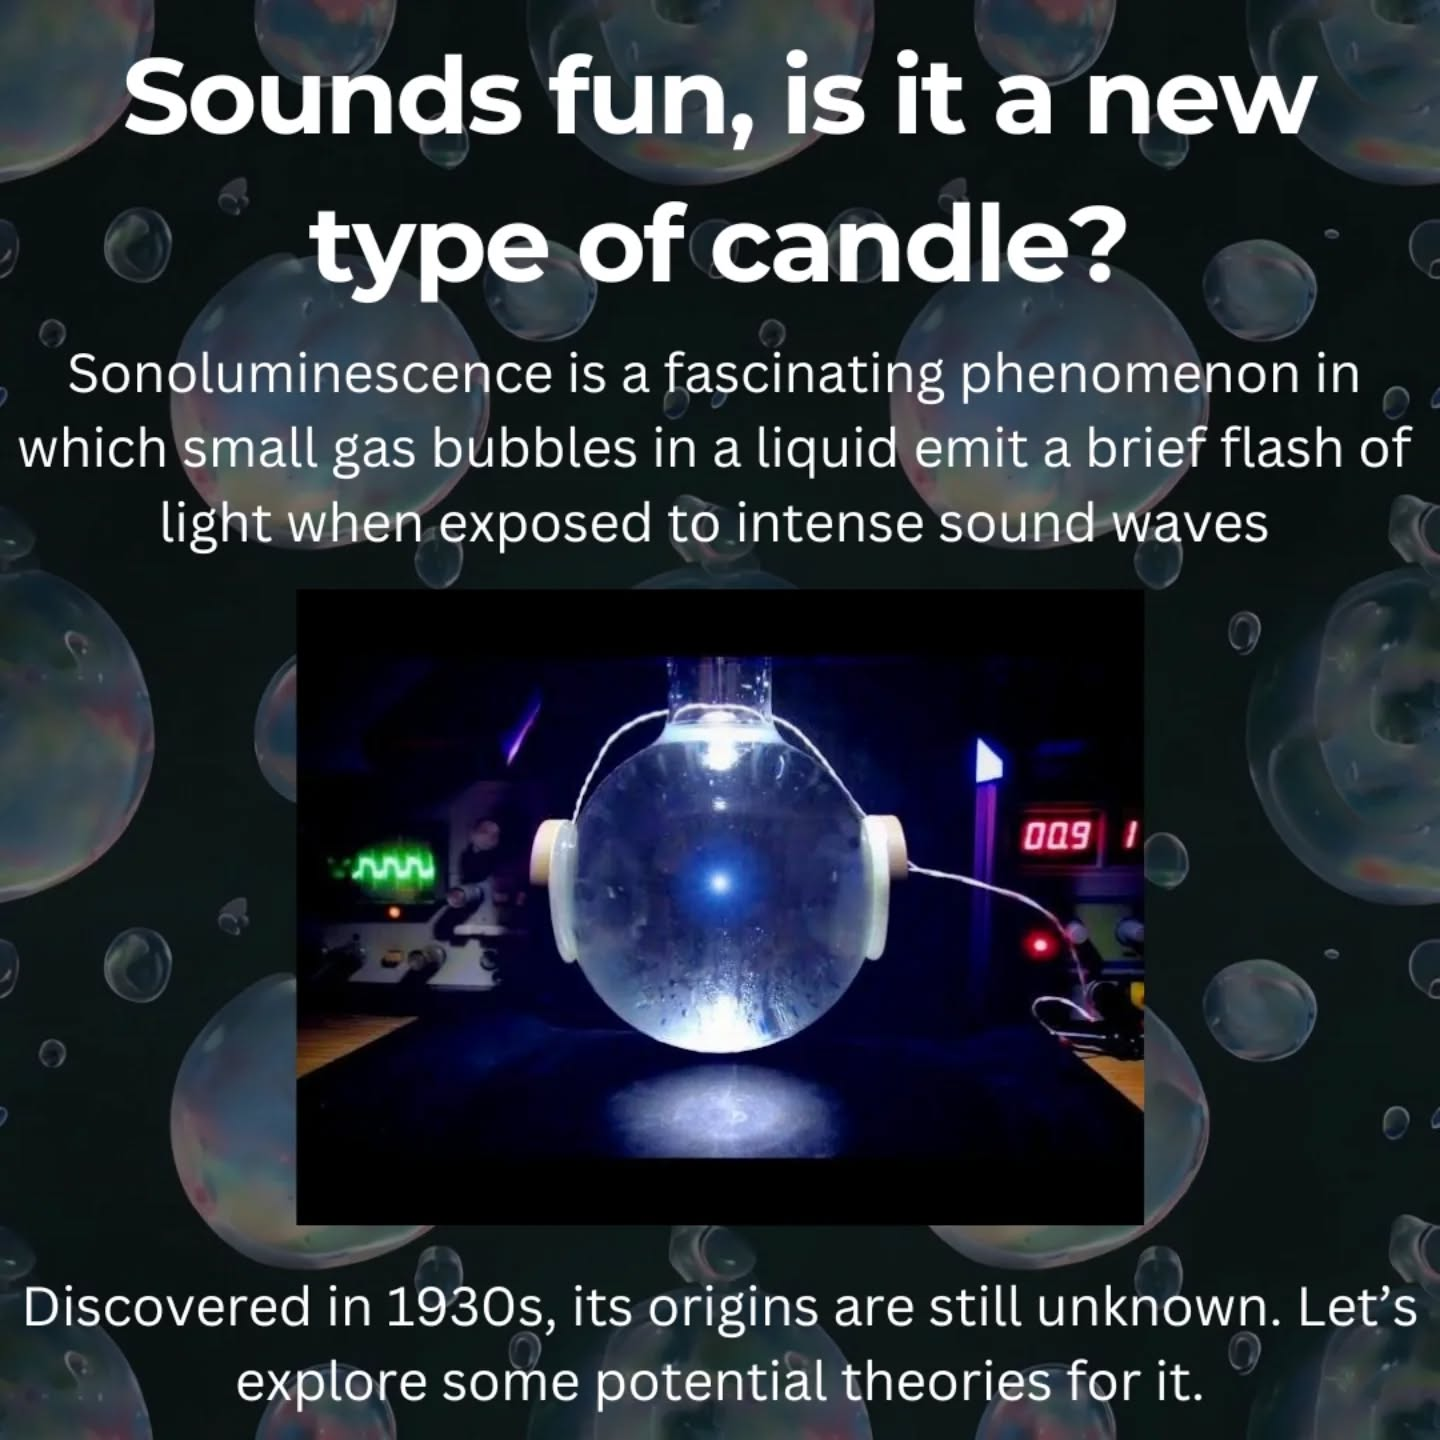 Sounds fun, is it a new
type of candle?
Sonoluminescence is a fascinating phenomenon in
which small gas bubbles in a liquid emit a brief flash of
light when exposed to intense sound waves
00.9 1
Discovered in 1930s, its origins are still unknown. Let’s
explore some potential theories for it.